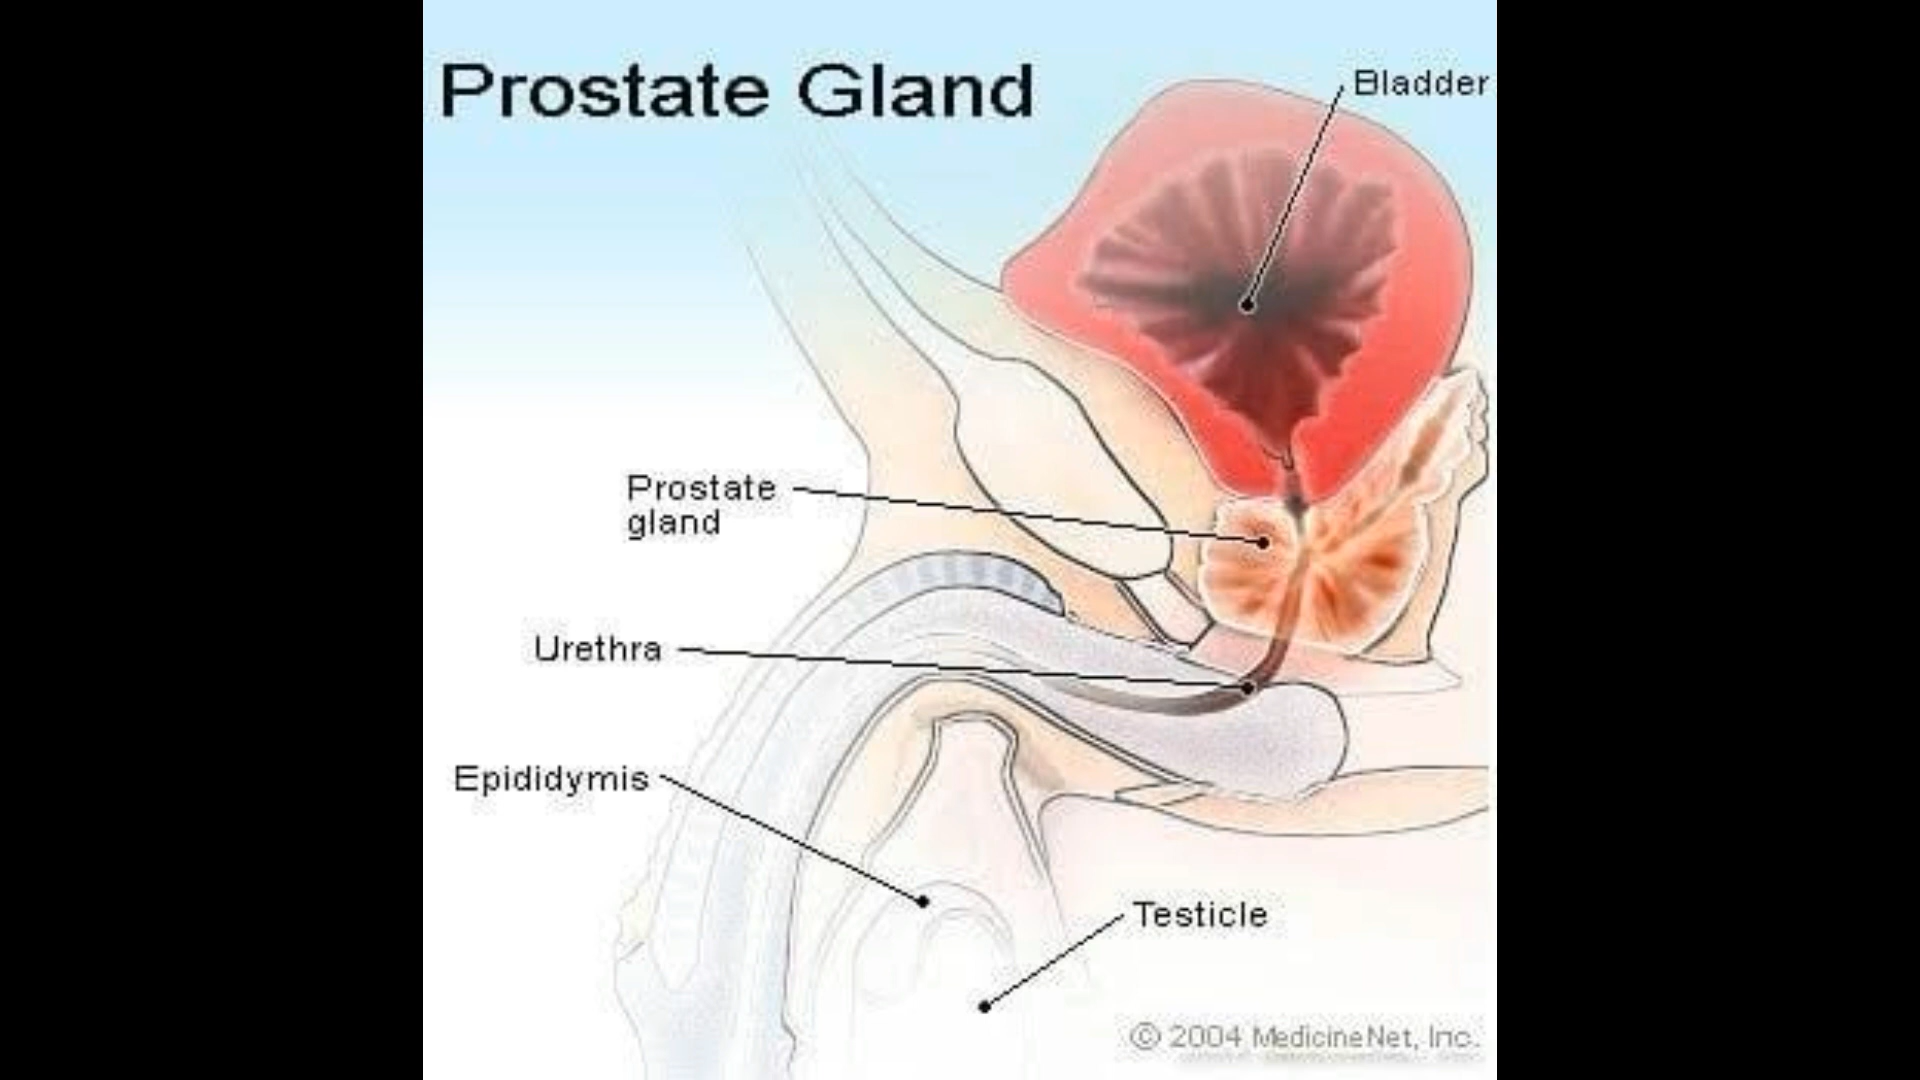 Prostate Gland
Bladder
Prostate
gland
Urethra
Epididymis
Testicle
© 2004 MedicineNet, Inc.